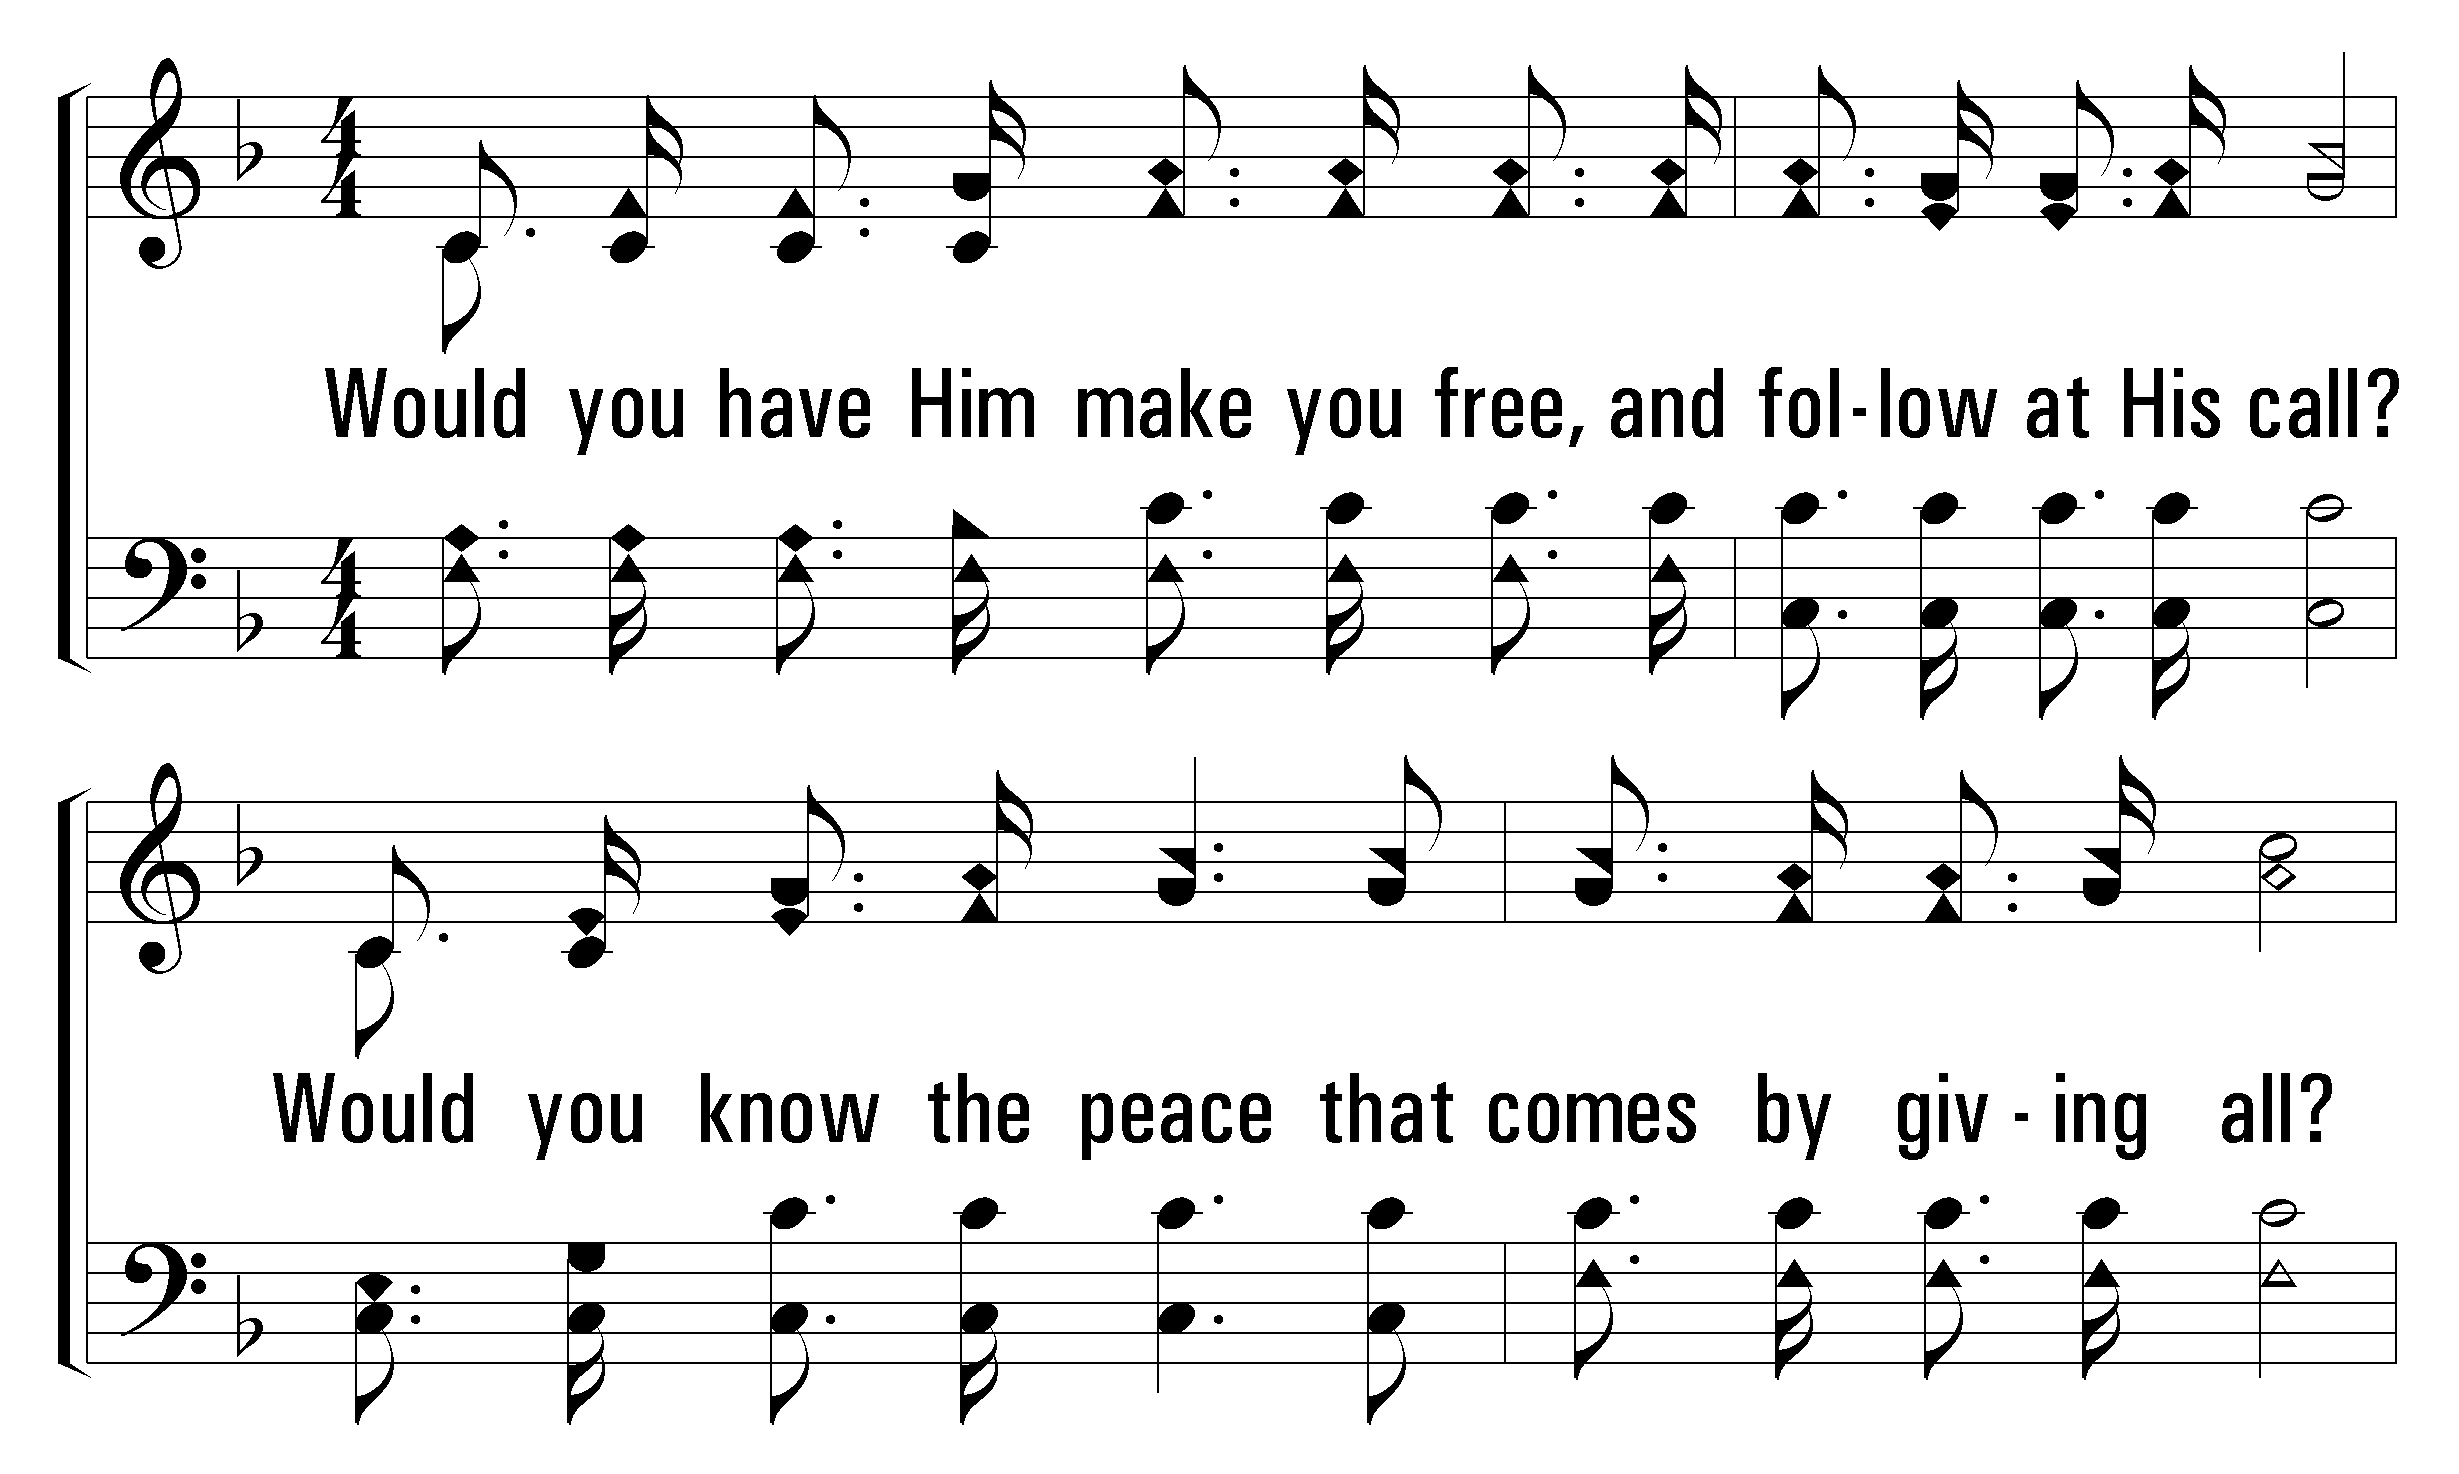 Would you have Him make you free, and fol-low at His call?
Would you know the peace that comes by giv - ing all?